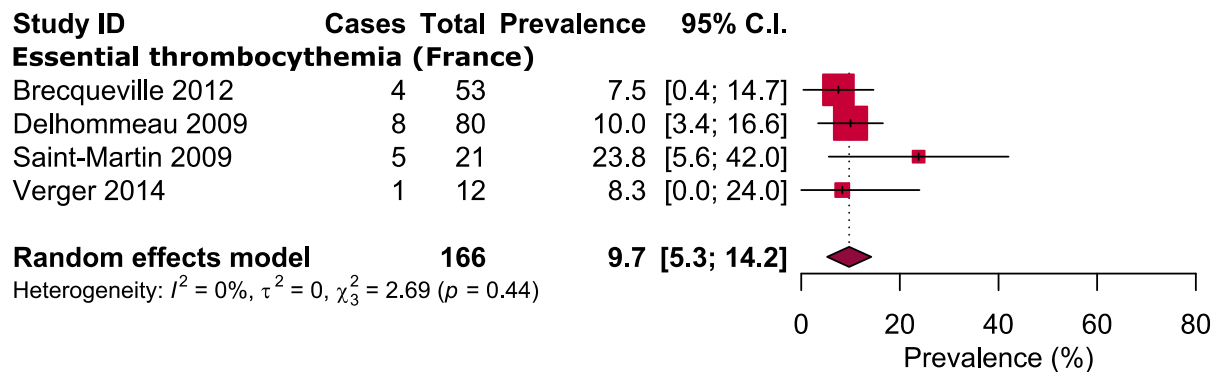 Study ID Cases Total Prevalence 95% C.I.
Essential thrombocythemia (France)
Brecqueville 2012 4 53 7.5 [0.4; 14.7]
Delhommeau 2009 8 80 10.0 [3.4; 16.6]
Saint-Martin 2009 5 21 23.8 [5.6; 42.0]
Verger 2014 1 12 8.3 [0.0; 24.0]
Random effects model 166 9.7 [5.3; 14.2]
Heterogeneity: I² = 0%, τ² = 0, χ²₃ = 2.69 (p = 0.44)
0 20 40 60 80
Prevalence (%)